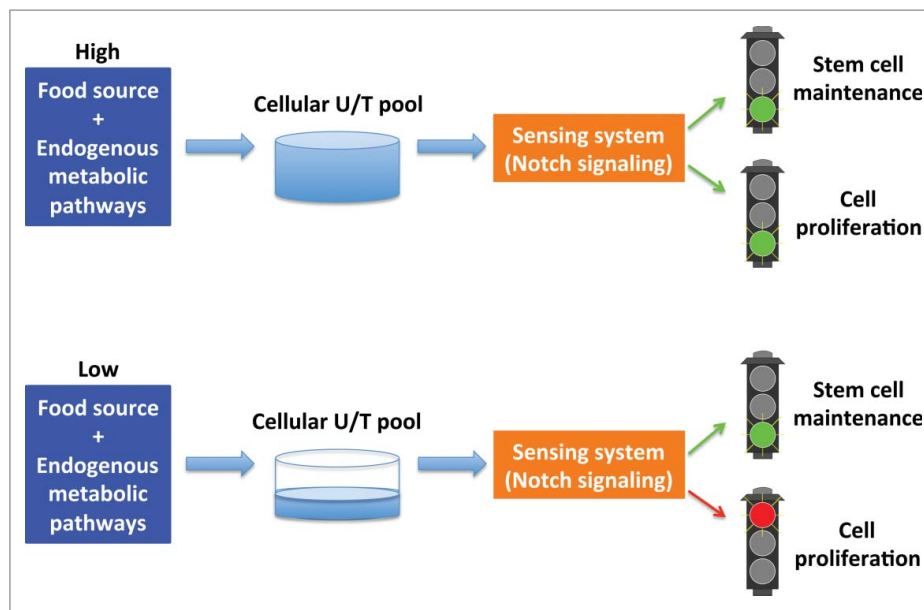 High
Food source
+
Endogenous
metabolic
pathways
Cellular U/T pool
Sensing system
(Notch signaling)
Stem cell
maintenance
Cell
proliferation
Low
Food source
+
Endogenous
metabolic
pathways
Cellular U/T pool
Sensing system
(Notch signaling)
Stem cell
maintenance
Cell
proliferation